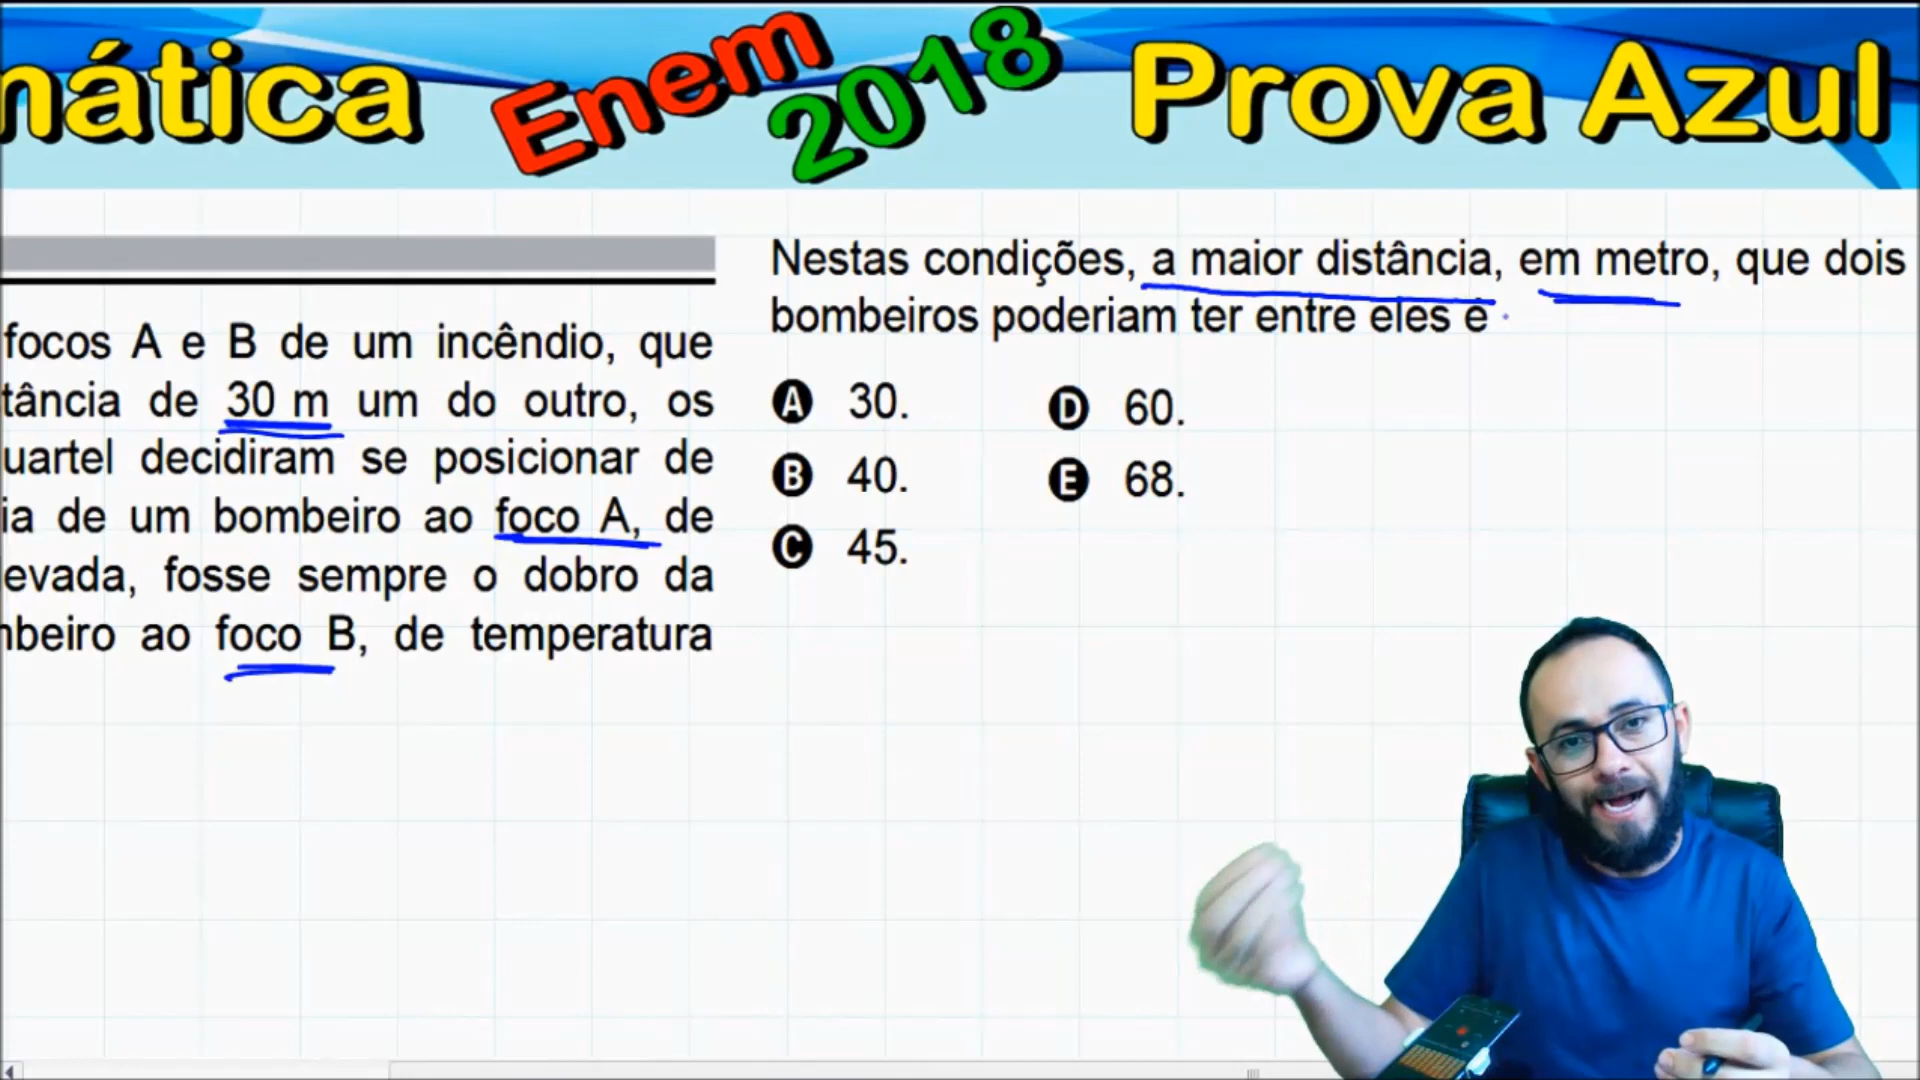 mática Enem 2018 Prova Azul
focos A e B de um incêndio, que
tância de 30 m um do outro, os
uartel decidiram se posicionar de
ia de um bombeiro ao foco A, de
evada, fosse sempre o dobro da
mbeiro ao foco B, de temperatura
Nestas condições, a maior distância, em metro, que dois
bombeiros poderiam ter entre eles é
A 30.
B 40.
C 45.
D 60.
E 68.